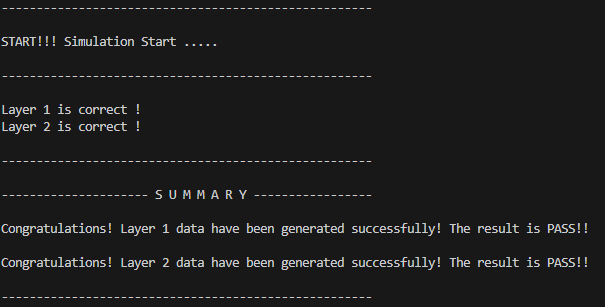 -----------------------------------------------------
START!!! Simulation Start .....
-----------------------------------------------------
Layer 1 is correct !
Layer 2 is correct !
-----------------------------------------------------
--------------------- S U M M A R Y -----------------
Congratulations! Layer 1 data have been generated successfully! The result is PASS!!
Congratulations! Layer 2 data have been generated successfully! The result is PASS!!
-----------------------------------------------------